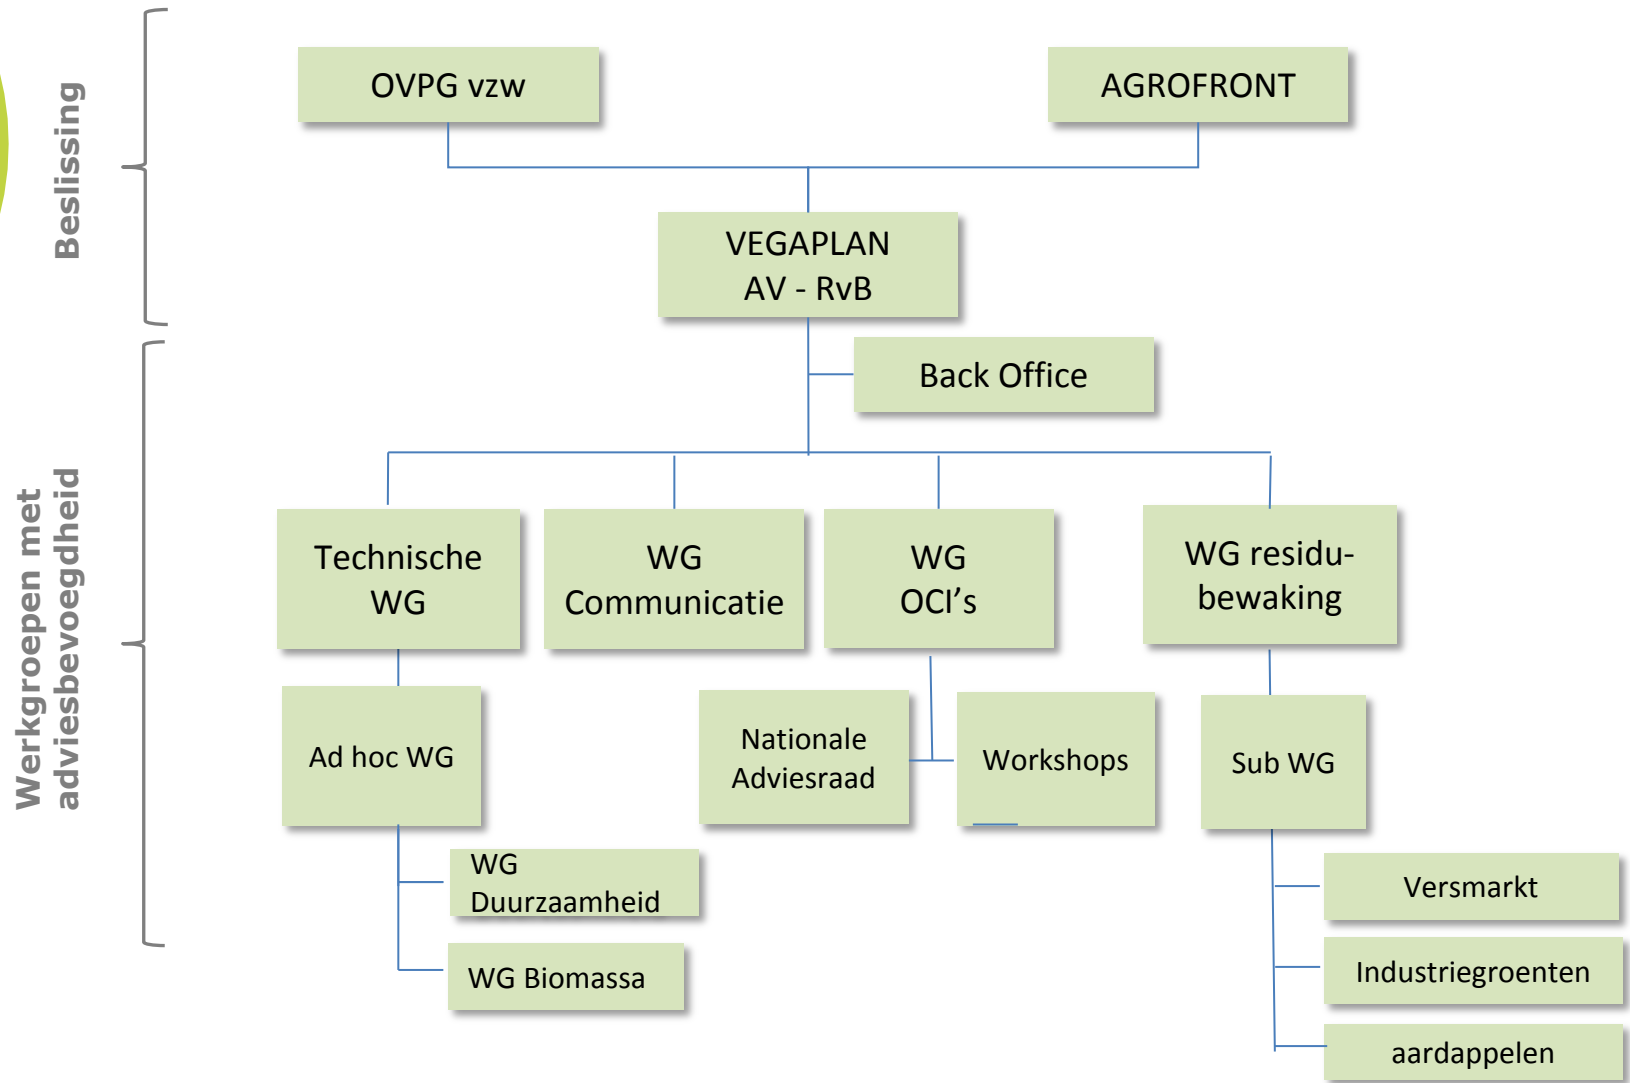 Beslissing
OVPG vzw
AGROFRONT
VEGAPLAN
AV - RvB
Back Office
Werkgroepen met
adviesbevoegdheid
Technische
WG
WG
Communicatie
WG
OCI’s
WG residu-
bewaking
Ad hoc WG
Nationale
Adviesraad
Workshops
Sub WG
WG
Duurzaamheid
WG Biomassa
Versmarkt
Industriegroenten
aardappelen